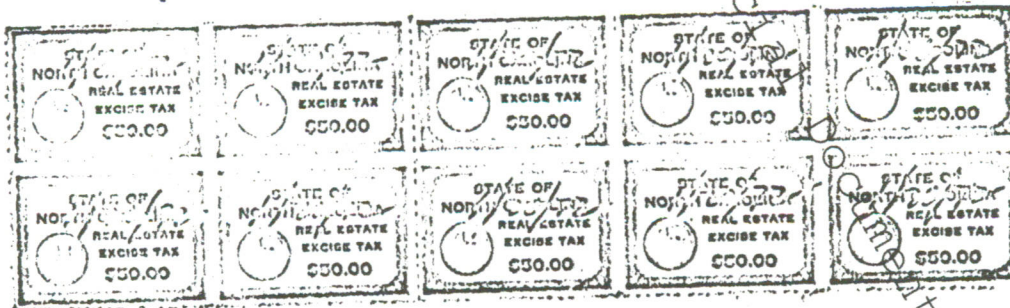 STATE OF
NORTH CAROLINA
REAL ESTATE
EXCISE TAX
$50.00
STATE OF
NORTH CAROLINA
REAL ESTATE
EXCISE TAX
$50.00
STATE OF
NORTH CAROLINA
REAL ESTATE
EXCISE TAX
$50.00
STATE OF
NORTH CAROLINA
REAL ESTATE
EXCISE TAX
$50.00
STATE OF
NORTH CAROLINA
REAL ESTATE
EXCISE TAX
$50.00
STATE OF
NORTH CAROLINA
REAL ESTATE
EXCISE TAX
$50.00
STATE OF
NORTH CAROLINA
REAL ESTATE
EXCISE TAX
$50.00
STATE OF
NORTH CAROLINA
REAL ESTATE
EXCISE TAX
$50.00
STATE OF
NORTH CAROLINA
REAL ESTATE
EXCISE TAX
$50.00
STATE OF
NORTH CAROLINA
REAL ESTATE
EXCISE TAX
$50.00